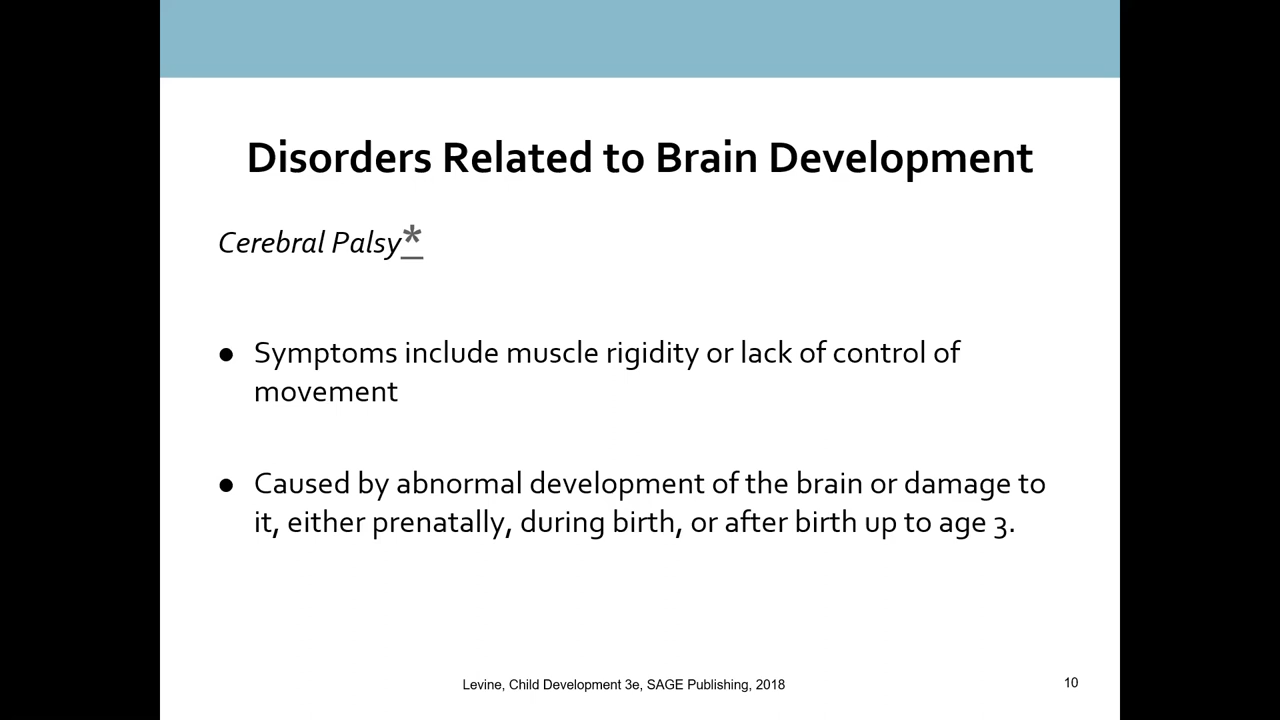 Disorders Related to Brain Development
Cerebral Palsy*
● Symptoms include muscle rigidity or lack of control of
movement
● Caused by abnormal development of the brain or damage to
it, either prenatally, during birth, or after birth up to age 3.
Levine, Child Development 3e, SAGE Publishing, 2018
10